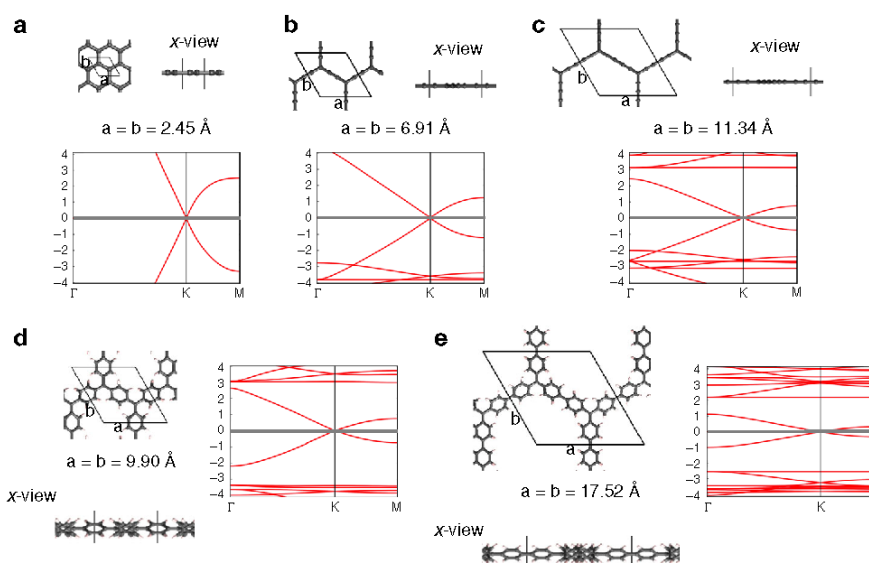 a
x-view
b
a
a = b = 2.45 Å
4
3
2
1
0
−1
−2
−3
−4
Γ
K
M
b
x-view
b
a
a = b = 6.91 Å
4
3
2
1
0
−1
−2
−3
−4
Γ
K
M
c
x-view
b
a
a = b = 11.34 Å
4
3
2
1
0
−1
−2
−3
−4
Γ
K
M
d
b
a
a = b = 9.90 Å
x-view
4
3
2
1
0
−1
−2
−3
−4
Γ
K
M
e
b
a
a = b = 17.52 Å
x-view
4
3
2
1
0
−1
−2
−3
−4
Γ
K